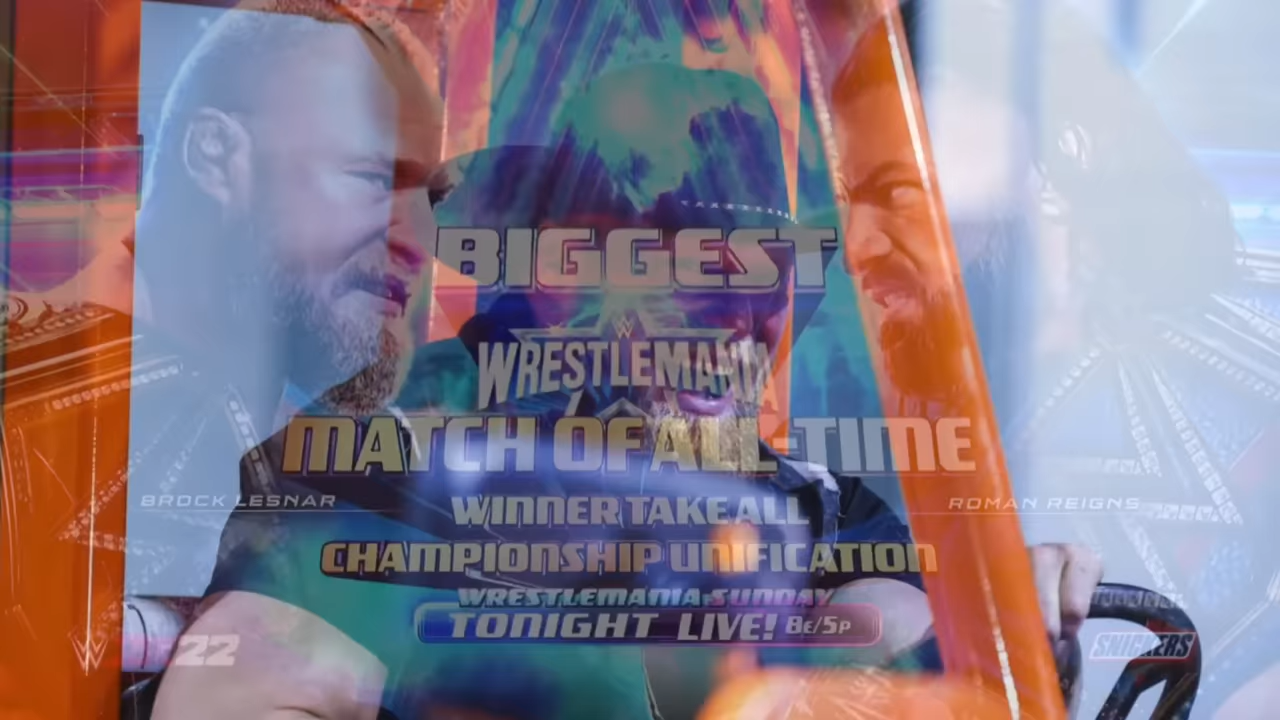 BIGGEST
WRESTLEMANIA
MATCH OF ALL-TIME
BROCK LESNAR
ROMAN REIGNS
WINNER TAKE ALL
CHAMPIONSHIP UNIFICATION
WRESTLEMANIA SUNDAY
TONIGHT LIVE! 8E/5P
22
SNICKERS